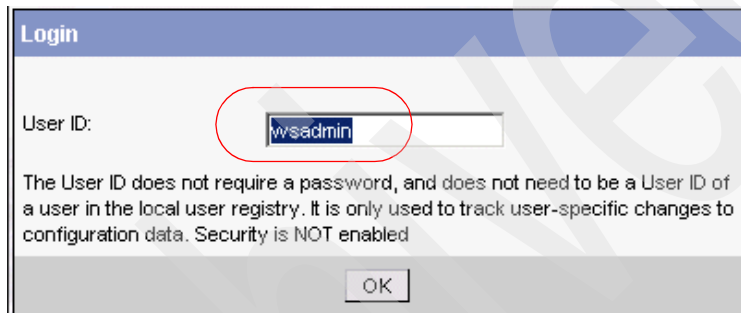 Login
User ID: wsadmin
The User ID does not require a password, and does not need to be a User ID of
a user in the local user registry. It is only used to track user-specific changes to
configuration data. Security is NOT enabled
OK